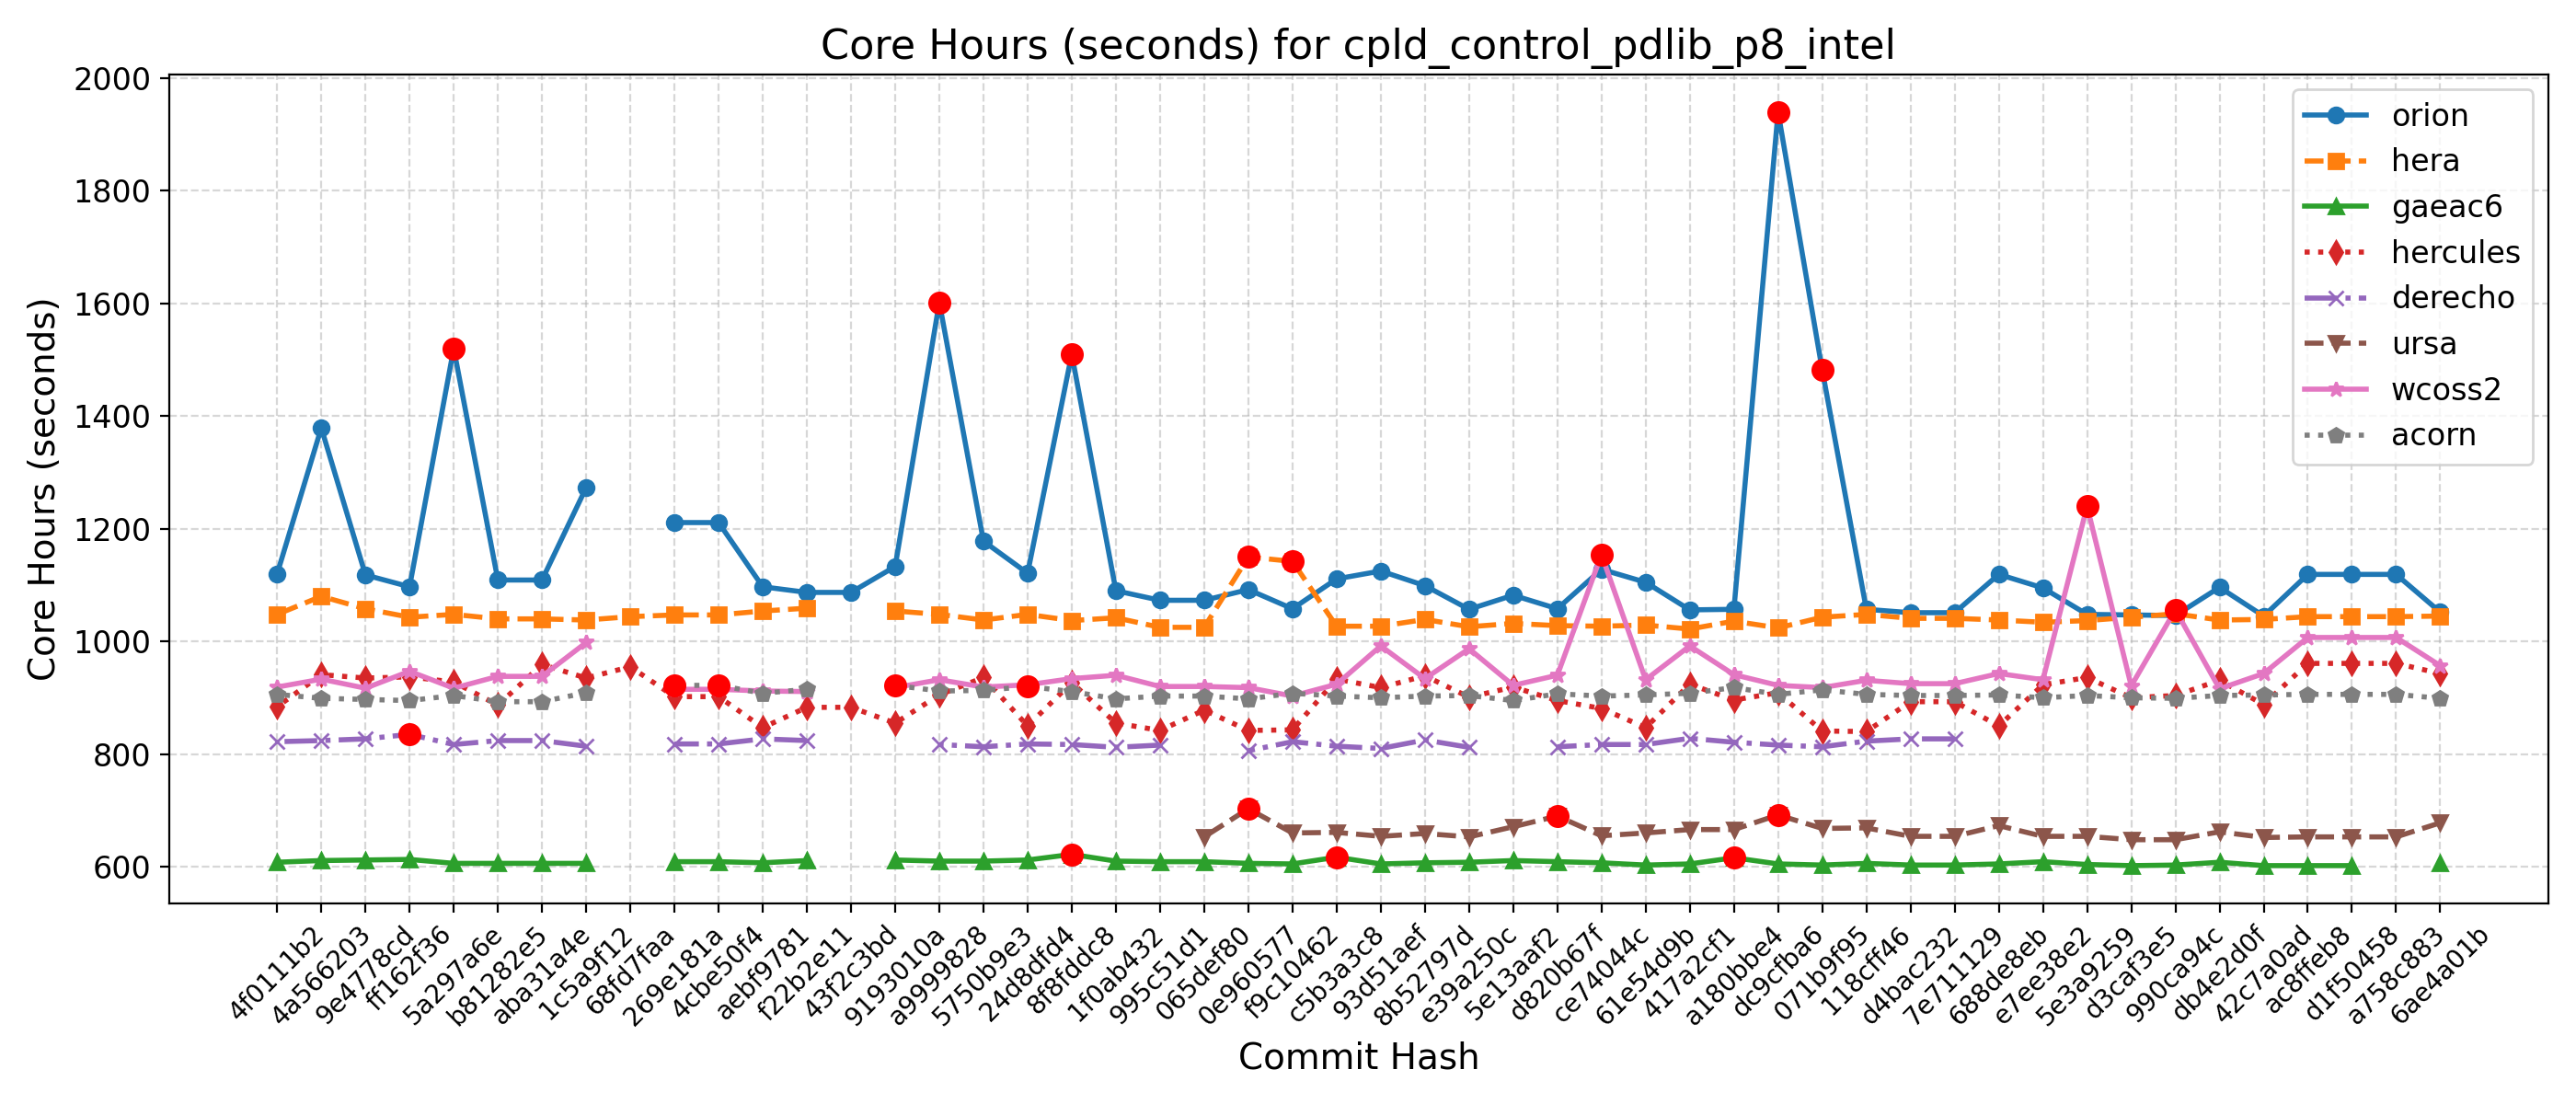 Core Hours (seconds) for cpld_control_pdlib_p8_intel
Core Hours (seconds)
2000
1800
1600
1400
1200
1000
800
600
orion
hera
gaeac6
hercules
derecho
ursa
wcoss2
acorn
4f0111b2
4a566203
9e4778cd
ff162f36
5a297a6e
b81282e5
aba31a4e
1c5a9f12
68fd7faa
269e181a
4cbe50f4
aebf9781
f22b2e11
43f2c3bd
9193010a
a9999828
5750b9e3
24d8dfd4
8f8fddc8
1f0ab432
995c51d1
065def80
0e960577
f9c10462
c5b3a3c8
93d51aef
8b52797d
e39a250c
5e13aaf2
d820b67f
ce74044c
61e54d9b
417a2cf1
a180bbe4
dc9cfba6
071b9f95
118cff46
d4bac232
7e711129
688de8eb
e7ee38e2
5e3a9259
d3caf3e5
990ca94c
db4e2d0f
42c7a0ad
ac8ffeb8
d1f50458
a758c883
6ae4a01b
Commit Hash